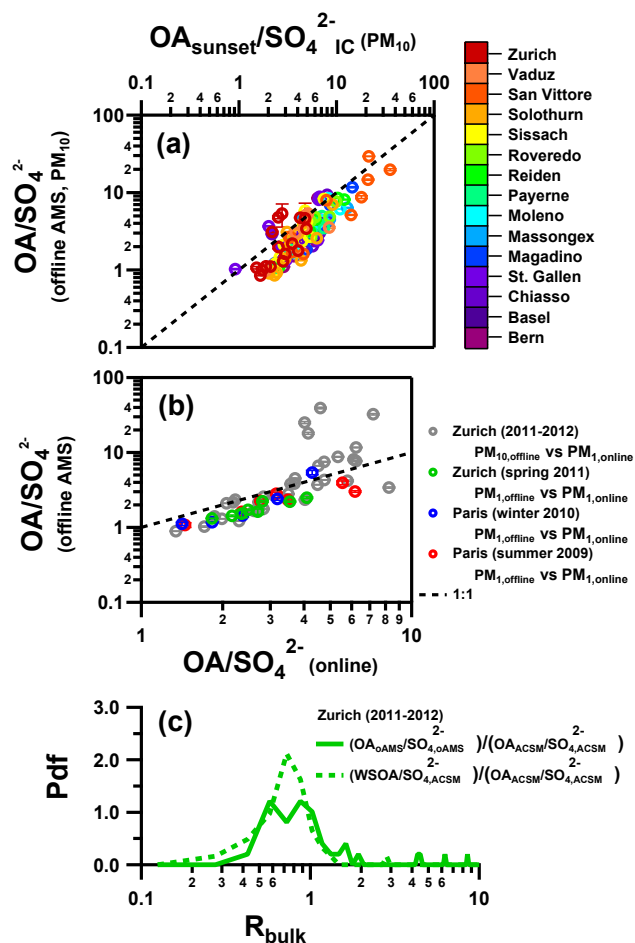 OA_sunset/SO4^2-_IC (PM10)
0.1 2 4 6 1 2 4 6 10 2 4 6 100
(a)
OA/SO4^2-
(offline AMS, PM10)
100
6
4
2
10
6
4
2
1
6
4
2
0.1
Zurich
Vaduz
San Vittore
Solothurn
Sissach
Roveredo
Reiden
Payerne
Moleno
Massongex
Magadino
St. Gallen
Chiasso
Basel
Bern
(b)
OA/SO4^2-
(offline AMS)
100
6
4
2
10
6
4
2
1
6
4
2
0.1
1 2 3 4 5 6 7 8 9 10
OA/SO4^2- (online)
Zurich (2011-2012)
PM10,offline vs PM1,online
Zurich (spring 2011)
PM1,offline vs PM1,online
Paris (winter 2010)
PM1,offline vs PM1,online
Paris (summer 2009)
PM1,offline vs PM1,online
1:1
(c)
Zurich (2011-2012)
(OA_oAMS/SO4,oAMS^2-)/(OA_ACSM/SO4,ACSM^2-)
(WSOA/SO4,ACSM^2-)/(OA_ACSM/SO4,ACSM^2-)
Pdf
3.0
2.0
1.0
0.0
0.1 2 3 4 5 6 1 2 3 4 5 6 10
R_bulk